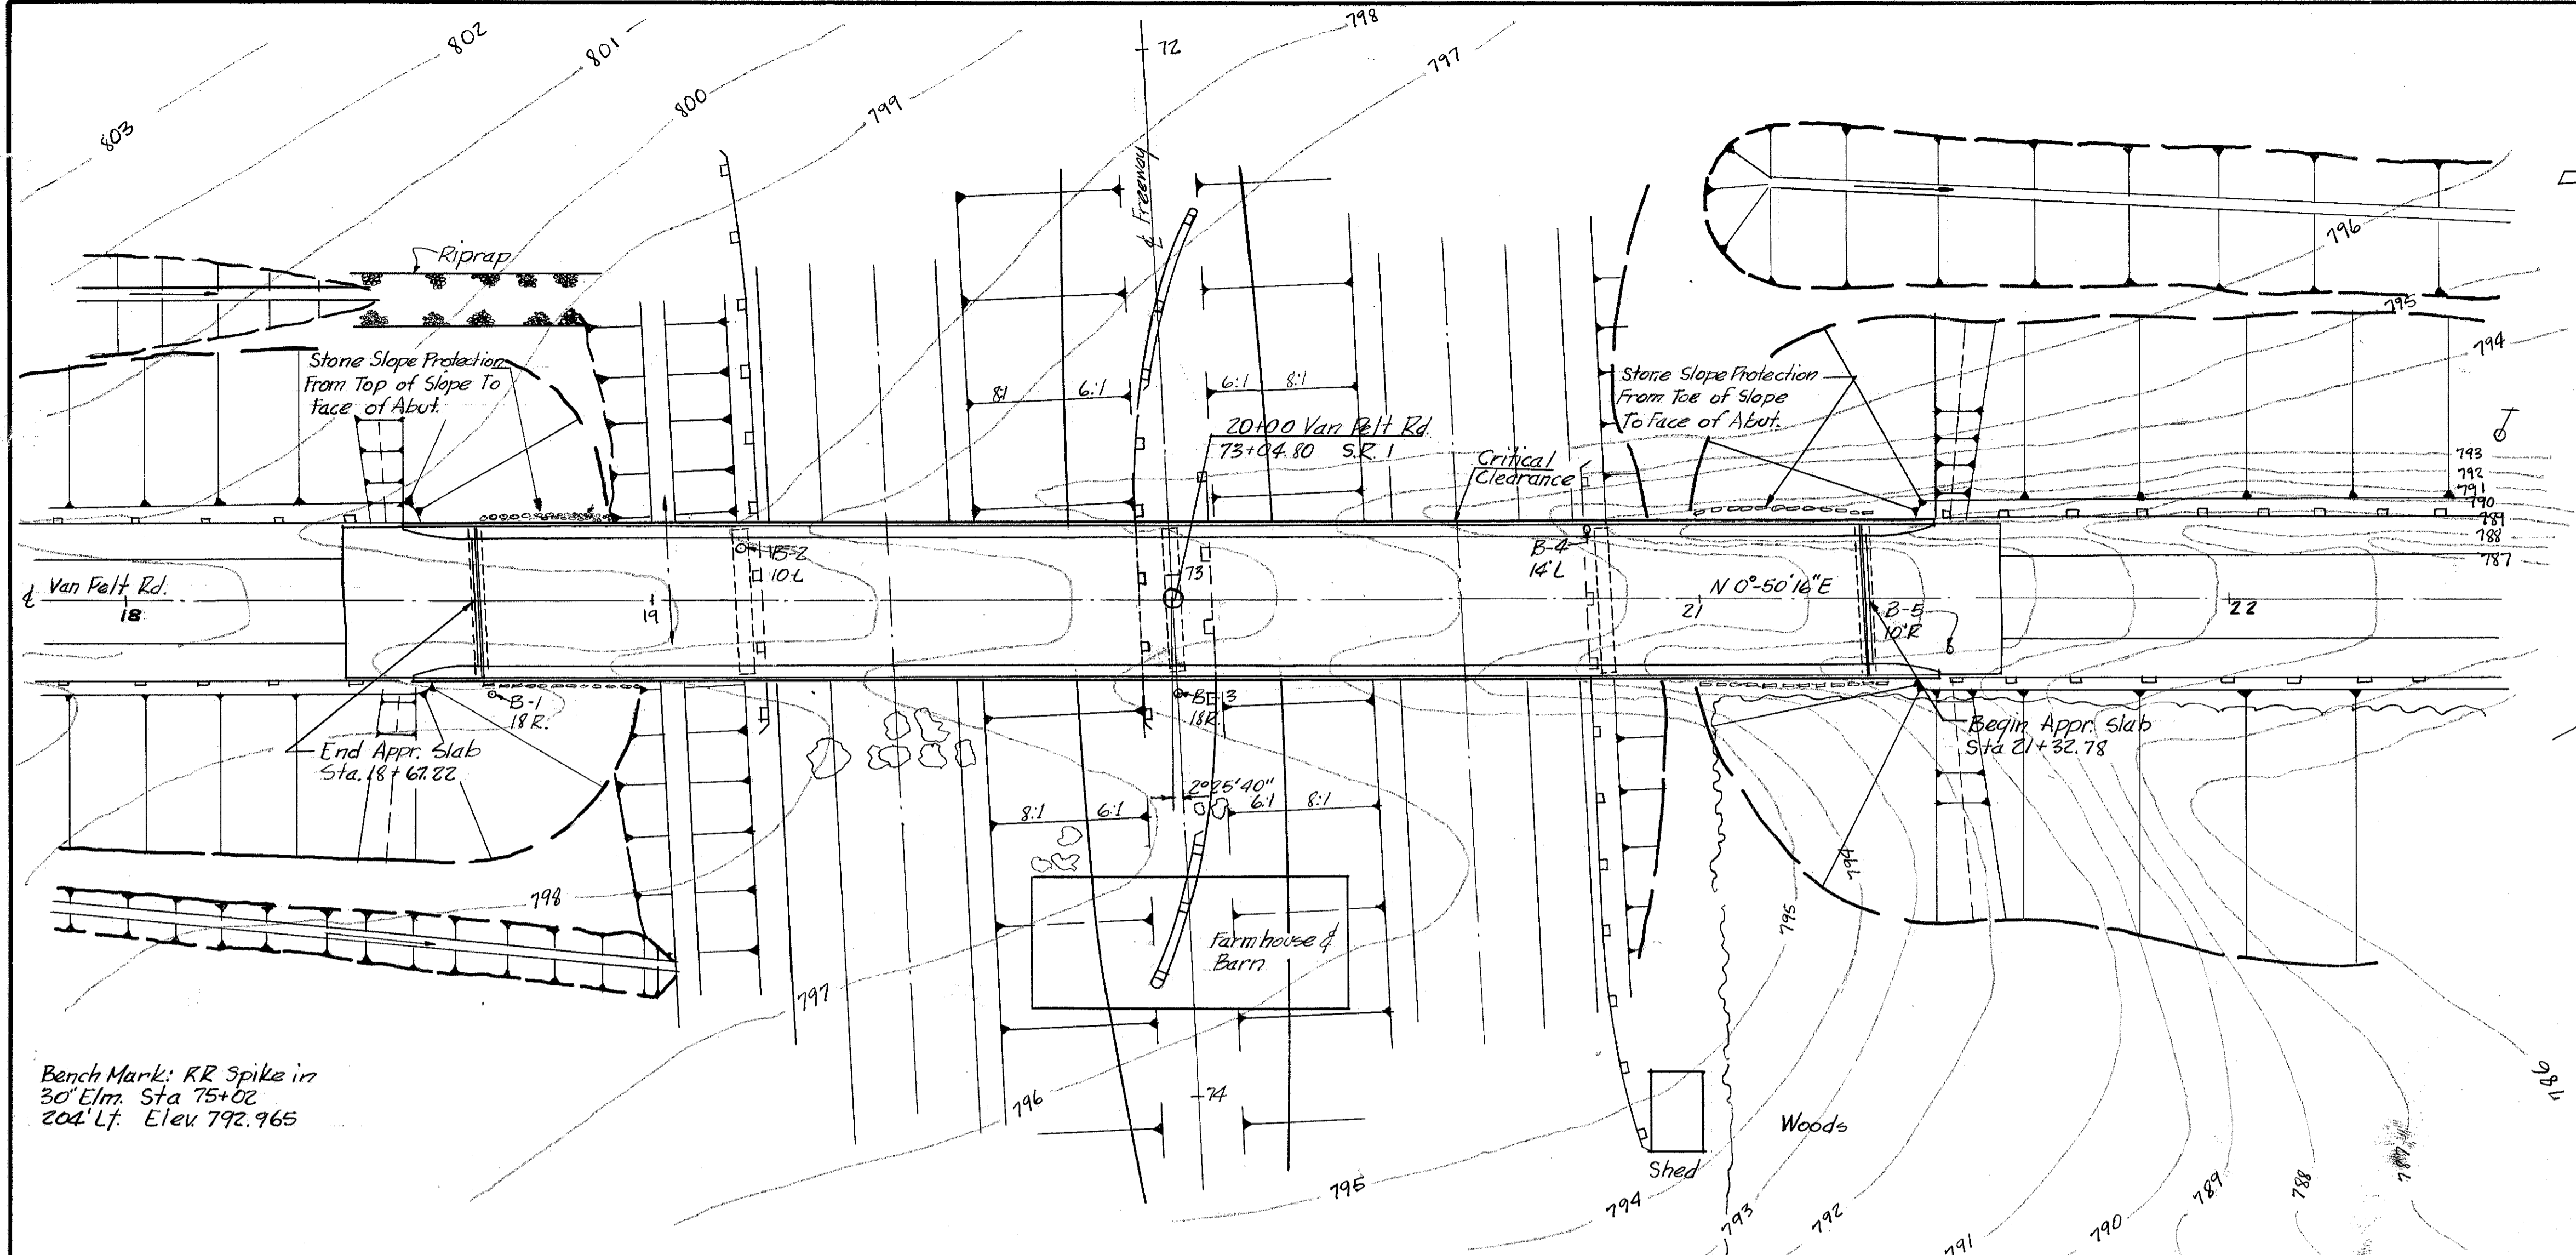 802
801
798
72
797
800
799
803
℄ Freeway
Riprap
796
795
794
Stone Slope Protection
From Top of Slope To
Face of Abut.
Stone Slope Protection
From Toe of Slope
To Face of Abut.
8:1
6:1
6:1
8:1
20+00 Van Pelt Rd.
73+04.80 S.R. 1
Critical
Clearance
793
792
791
790
789
788
787
B-2
10'L
B-4
14'L
73
℄ Van Pelt Rd.
18
19
21
N 0°-50'16"E
B-5
10'R
22
B-1
18'R.
B-3
18'R.
End Appr. Slab
Sta. 18+67.22
Begin Appr. Slab
Sta 21+32.78
2°25'40"
8:1
6:1
6:1
8:1
798
794
795
Farmhouse &
Barn
797
796
74
Bench Mark: RR Spike in
30" Elm. Sta 75+02
204' Lt. Elev. 792.965
Woods
Shed
795
794
793
792
791
790
789
788
787
786